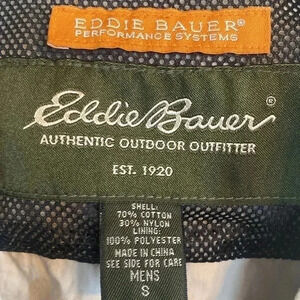 EDDIE BAUER®
PERFORMANCE SYSTEMS
Eddie Bauer®
AUTHENTIC OUTDOOR OUTFITTER
EST. 1920
SHELL:
70% COTTON
30% NYLON
LINING:
100% POLYESTER
MADE IN CHINA
SEE SIDE FOR CARE
MENS
S